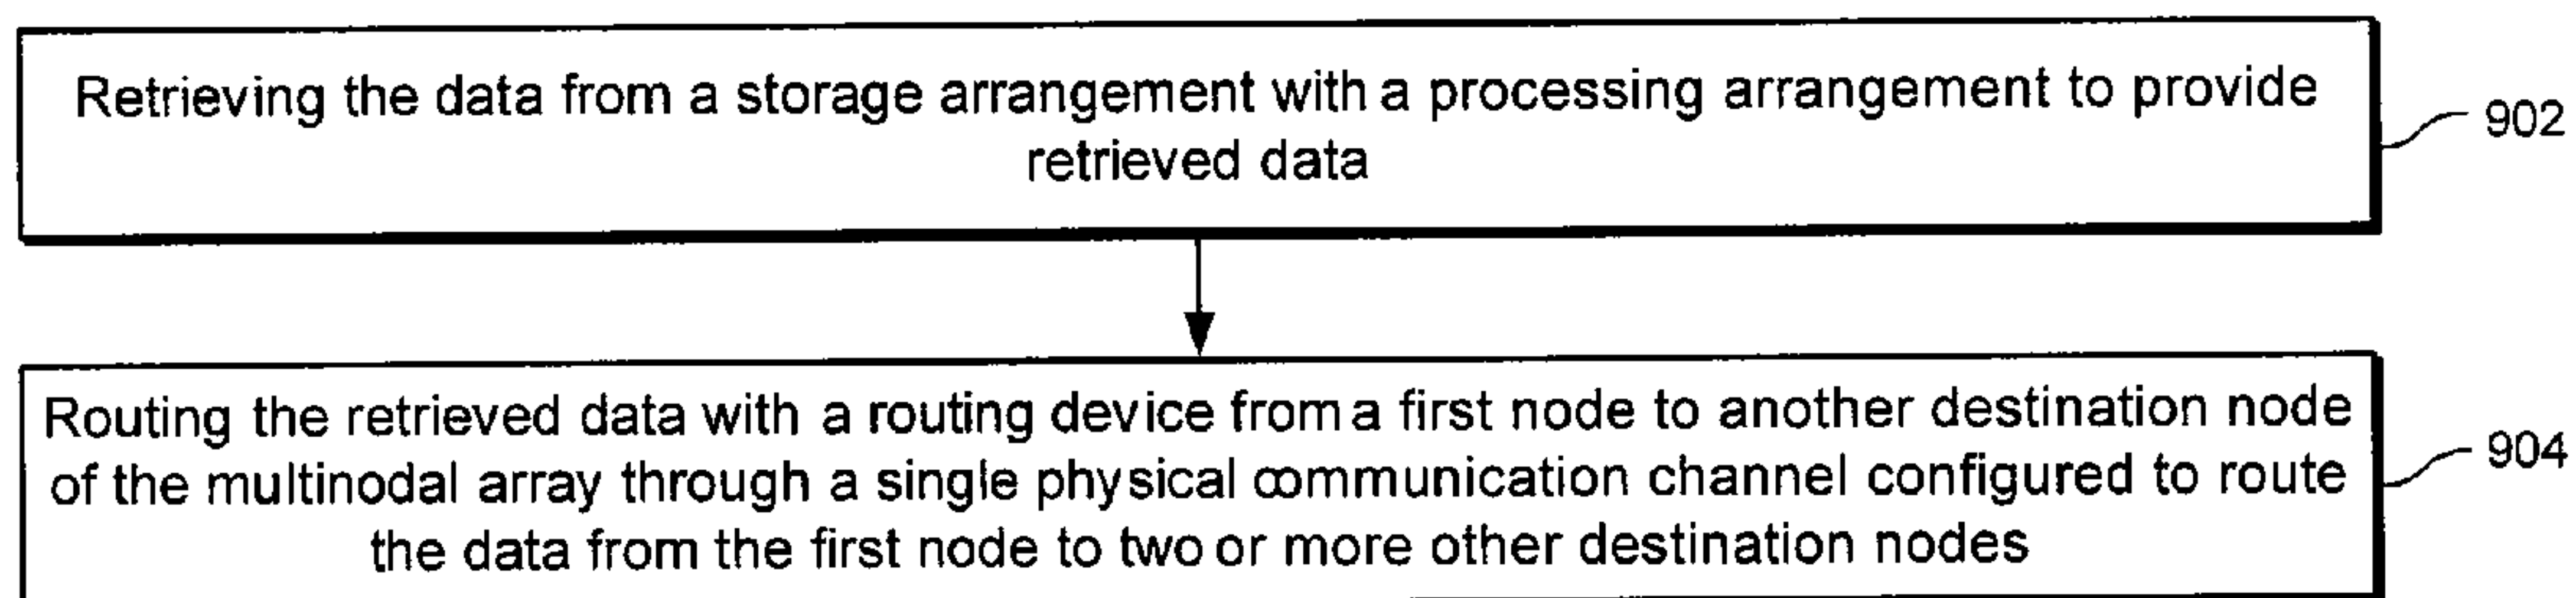 Retrieving the data from a storage arrangement with a processing arrangement to provide
retrieved data
902
Routing the retrieved data with a routing device from a first node to another destination node
of the multinodal array through a single physical communication channel configured to route
the data from the first node to two or more other destination nodes
904